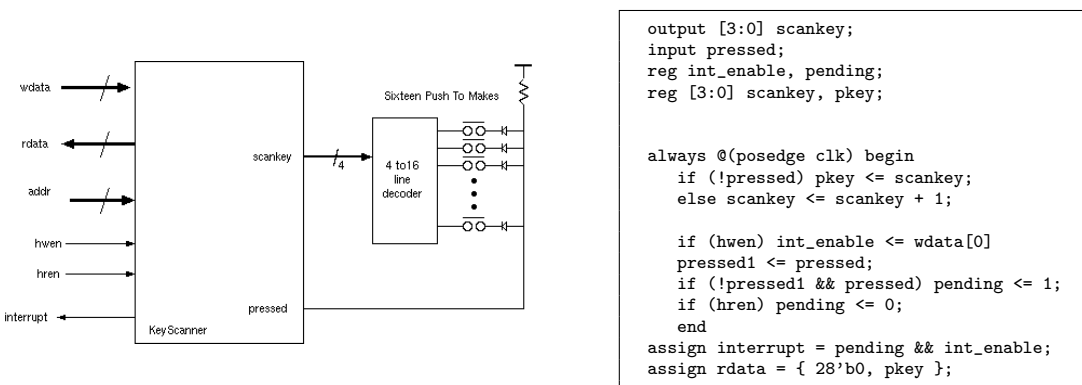 wdata
rdata
addr
hwen
hren
interrupt
scankey
pressed
KeyScanner
4
4 to16
line
decoder
Sixteen Push To Makes
output [3:0] scankey;
input pressed;
reg int_enable, pending;
reg [3:0] scankey, pkey;
always @(posedge clk) begin
if (!pressed) pkey <= scankey;
else scankey <= scankey + 1;
if (hwen) int_enable <= wdata[0]
pressed1 <= pressed;
if (!pressed1 && pressed) pending <= 1;
if (hren) pending <= 0;
end
assign interrupt = pending && int_enable;
assign rdata = { 28'b0, pkey };